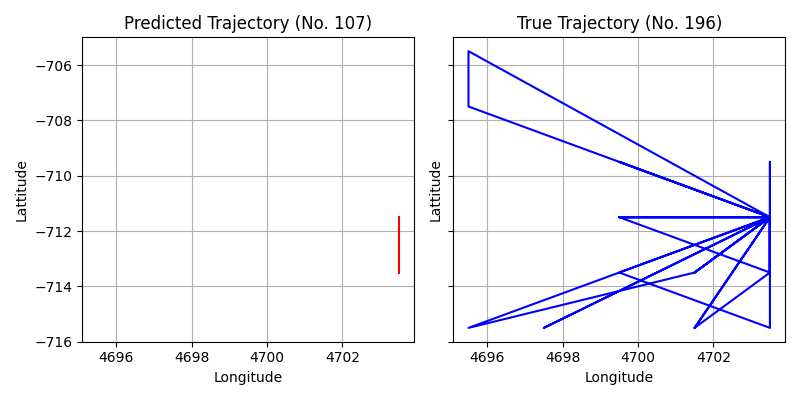 Predicted Trajectory (No. 107)
−706
−708
−710
−712
−714
−716
4696 4698 4700 4702
Longitude
Lattitude
True Trajectory (No. 196)
4696 4698 4700 4702
Longitude
Lattitude